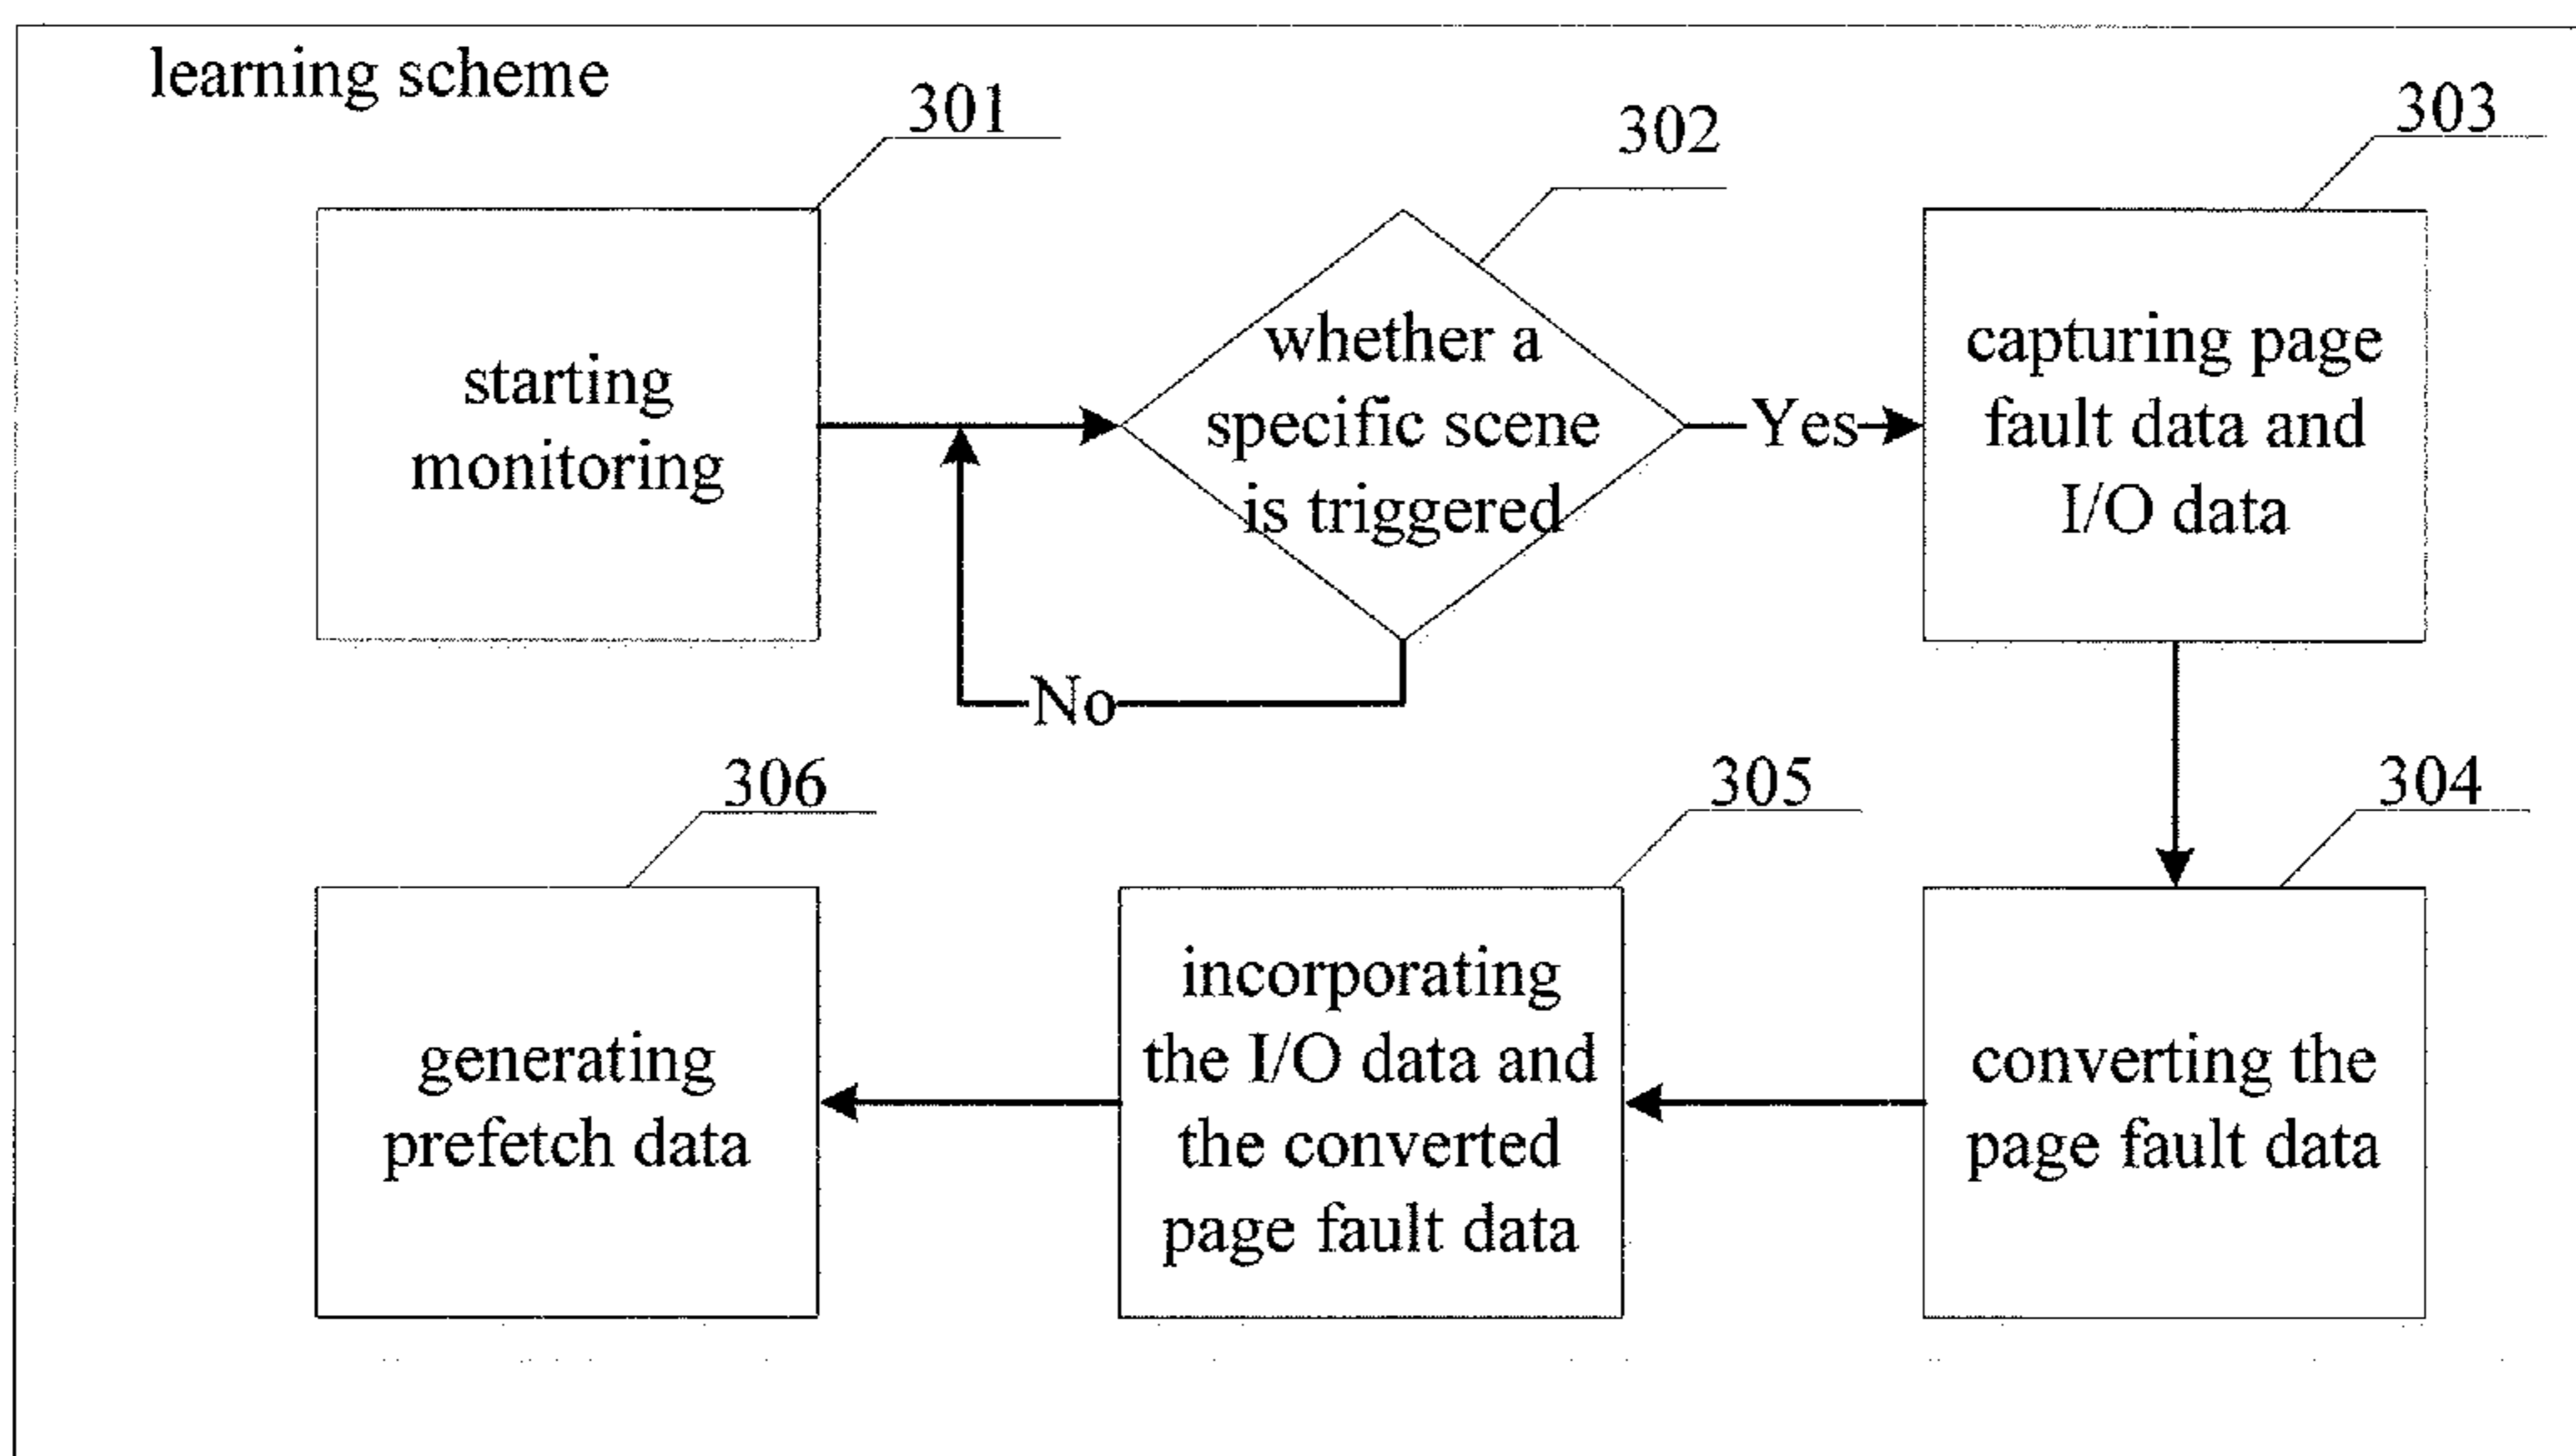 learning scheme
301
302
303
starting
monitoring
whether a
specific scene
is triggered
Yes
capturing page
fault data and
I/O data
No
306
305
304
generating
prefetch data
incorporating
the I/O data and
the converted
page fault data
converting the
page fault data